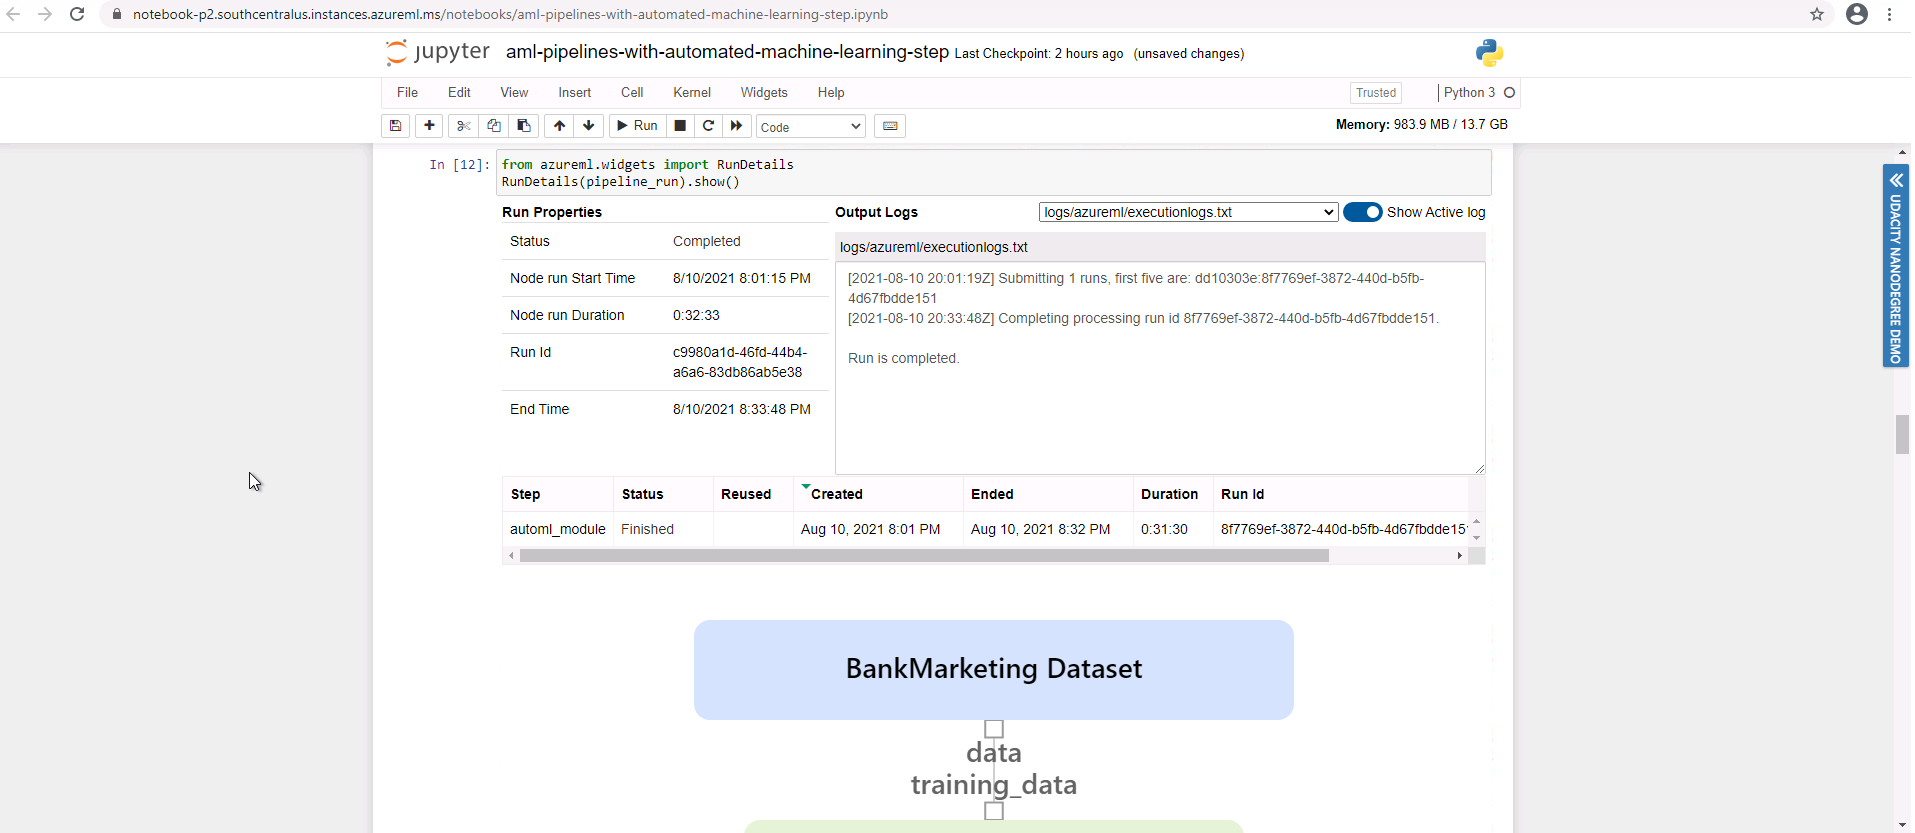 notebook-p2.southcentralus.instances.azureml.ms/notebooks/aml-pipelines-with-automated-machine-learning-step.ipynb
jupyter aml-pipelines-with-automated-machine-learning-step Last Checkpoint: 2 hours ago (unsaved changes)
File Edit View Insert Cell Kernel Widgets Help Trusted Python 3
Run Code Memory: 983.9 MB / 13.7 GB
In [12]: from azureml.widgets import RunDetails
RunDetails(pipeline_run).show()
Run Properties
Status Completed
Node run Start Time 8/10/2021 8:01:15 PM
Node run Duration 0:32:33
Run Id c9980a1d-46fd-44b4-
a6a6-83db86ab5e38
End Time 8/10/2021 8:33:48 PM
Output Logs logs/azureml/executionlogs.txt Show Active log
logs/azureml/executionlogs.txt
[2021-08-10 20:01:19Z] Submitting 1 runs, first five are: dd10303e:8f7769ef-3872-440d-b5fb-
4d67fbdde151
[2021-08-10 20:33:48Z] Completing processing run id 8f7769ef-3872-440d-b5fb-4d67fbdde151.
Run is completed.
Step Status Reused Created Ended Duration Run Id
automl_module Finished Aug 10, 2021 8:01 PM Aug 10, 2021 8:32 PM 0:31:30 8f7769ef-3872-440d-b5fb-4d67fbdde151
BankMarketing Dataset
data
training_data
UDACITY NANODEGREE DEMO